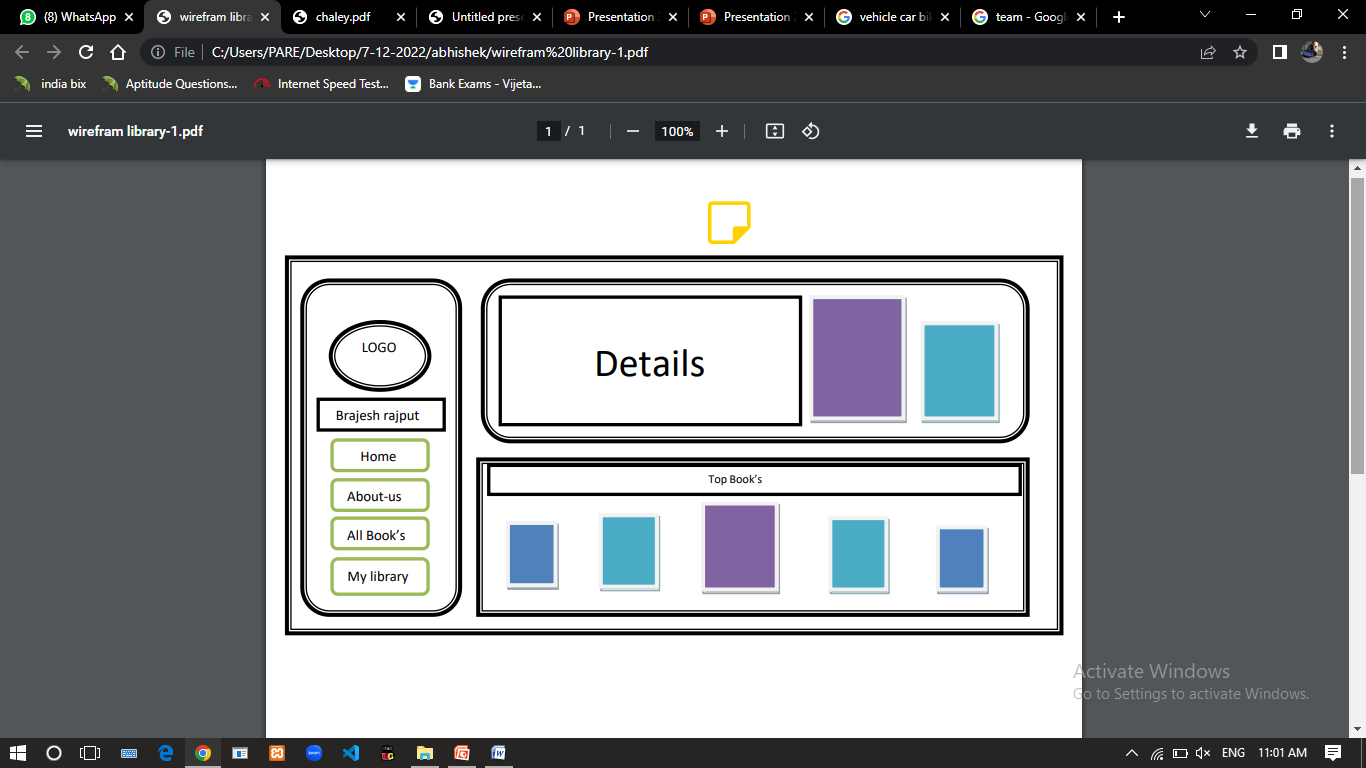 (8) WhatsApp
wirefram libra
chaley.pdf
Untitled pres
Presentation
Presentation
vehicle car bi
team - Googl
File
C:/Users/PARE/Desktop/7-12-2022/abhishek/wirefram%20library-1.pdf
india bix
Aptitude Questions...
Internet Speed Test...
Bank Exams - Vijeta...
wirefram library-1.pdf
1 / 1
100%
LOGO
Brajesh rajput
Home
About-us
All Book’s
My library
Details
Top Book’s
Activate Windows
Go to Settings to activate Windows.
ENG 11:01 AM